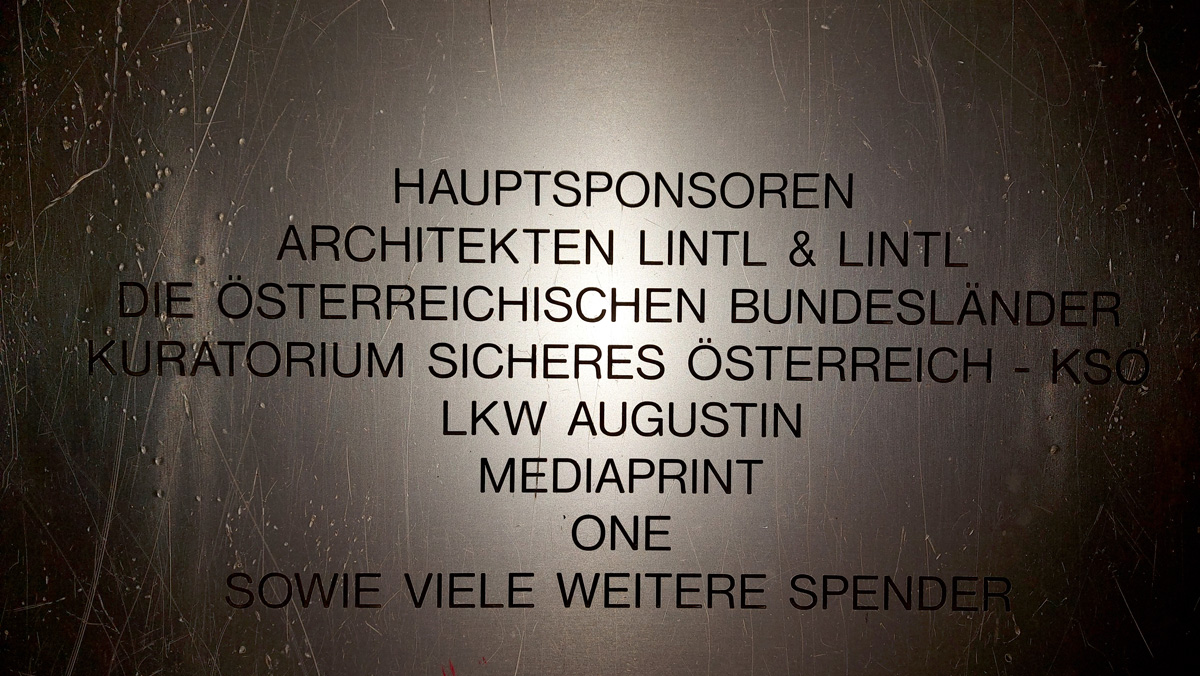 HAUPTSPONSOREN
ARCHITEKTEN LINTL & LINTL
DIE ÖSTERREICHISCHEN BUNDESLÄNDER
KURATORIUM SICHERES ÖSTERREICH - KSÖ
LKW AUGUSTIN
MEDIAPRINT
ONE
SOWIE VIELE WEITERE SPENDER